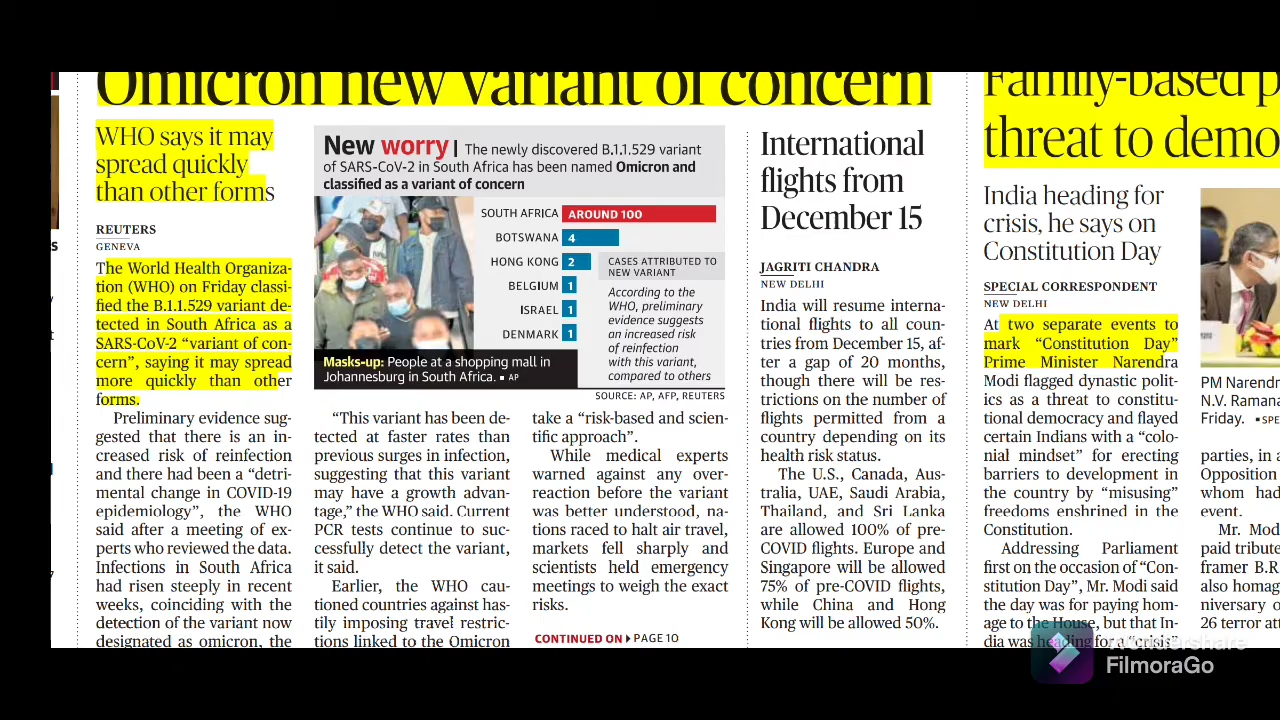 Omicron new variant of concern
WHO says it may
spread quickly
than other forms
REUTERS
GENEVA
The World Health Organiza-
tion (WHO) on Friday classi-
fied the B.1.1.529 variant de-
tected in South Africa as a
SARS-CoV-2 “variant of con-
cern”, saying it may spread
more quickly than other
forms.
Preliminary evidence sug-
gested that there is an in-
creased risk of reinfection
and there had been a “detri-
mental change in COVID-19
epidemiology”, the WHO
said after a meeting of ex-
perts who reviewed the data.
Infections in South Africa
had risen steeply in recent
weeks, coinciding with the
detection of the variant now
designated as omicron, the
New worry | The newly discovered B.1.1.529 variant
of SARS-CoV-2 in South Africa has been named Omicron and
classified as a variant of concern
SOUTH AFRICA AROUND 100
BOTSWANA 4
HONG KONG 2
BELGIUM 1
ISRAEL 1
DENMARK 1
CASES ATTRIBUTED TO
NEW VARIANT
According to the
WHO, preliminary
evidence suggests
an increased risk
of reinfection
with this variant,
compared to others
Masks-up: People at a shopping mall in
Johannesburg in South Africa. ■ AP
SOURCE: AP, AFP, REUTERS
“This variant has been de-
tected at faster rates than
previous surges in infection,
suggesting that this variant
may have a growth advan-
tage,” the WHO said. Current
PCR tests continue to suc-
cessfully detect the variant,
it said.
Earlier, the WHO cau-
tioned countries against has-
tily imposing travel restric-
tions linked to the Omicron
take a “risk-based and scien-
tific approach”.
While medical experts
warned against any over-
reaction before the variant
was better understood, na-
tions raced to halt air travel,
markets fell sharply and
scientists held emergency
meetings to weigh the exact
risks.
CONTINUED ON ▶ PAGE 10
International
flights from
December 15
JAGRITI CHANDRA
NEW DELHI
India will resume interna-
tional flights to all coun-
tries from December 15, af-
ter a gap of 20 months,
though there will be res-
trictions on the number of
flights permitted from a
country depending on its
health risk status.
The U.S., Canada, Aus-
tralia, UAE, Saudi Arabia,
Thailand, and Sri Lanka
are allowed 100% of pre-
COVID flights. Europe and
Singapore will be allowed
75% of pre-COVID flights,
while China and Hong
Kong will be allowed 50%.
Family-based p
threat to demo
India heading for
crisis, he says on
Constitution Day
SPECIAL CORRESPONDENT
NEW DELHI
At two separate events to
mark “Constitution Day”
Prime Minister Narendra
Modi flagged dynastic polit-
ics as a threat to constitu-
tional democracy and flayed
certain Indians with a “colo-
nial mindset” for erecting
barriers to development in
the country by “misusing”
freedoms enshrined in the
Constitution.
Addressing Parliament
first on the occasion of “Con-
stitution Day”, Mr. Modi said
the day was for paying hom-
age to the House, but that In-
dia was heading for a “crisis”
PM Narend
N.V. Ramana
Friday. ■ SPE
parties, in a
Opposition
whom had
event.
Mr. Modi
paid tribute
framer B.R.
also homag
niversary o
26 terror att
wondershare
FilmoraGo